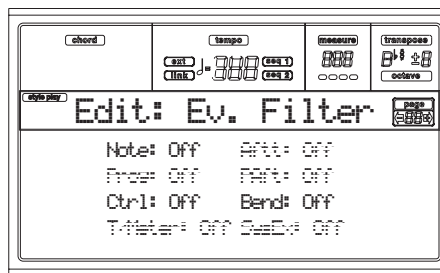 chord tempo measure transpose
ext ♩= seq 1
link seq 2
octave
style play
Edit: Ev. Filter page
Note: Off Aftt: Off
Prog: Off PAft: Off
Ctrl: Off Bend: Off
T/Meter: Off SysEx: Off